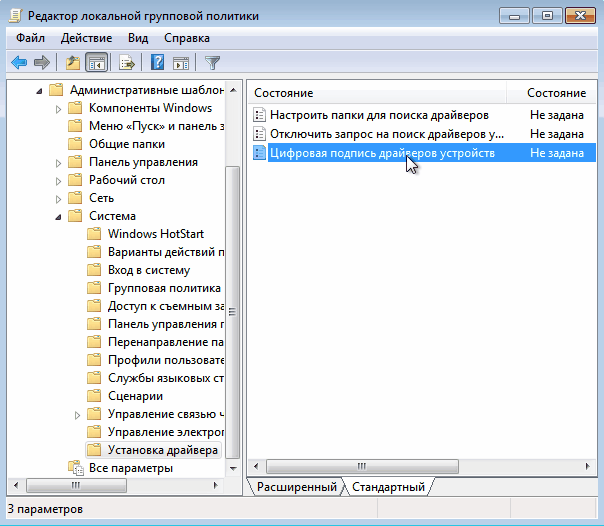 Редактор локальной групповой политики
Файл Действие Вид Справка
Административные шаблон
Компоненты Windows
Меню «Пуск» и панель з
Общие папки
Панель управления
Рабочий стол
Сеть
Система
Windows HotStart
Варианты действий п
Вход в систему
Групповая политика
Доступ к съемным за
Панель управления г
Перенаправление па
Профили пользовате
Службы языковых ст
Сценарии
Управление связью ч
Управление электрог
Установка драйвера
Все параметры
Состояние Состояние
Настроить папки для поиска драйверов Не задана
Отключить запрос на поиск драйверов у... Не задана
Цифровая подпись драйверов устройств Не задана
Расширенный Стандартный
3 параметров